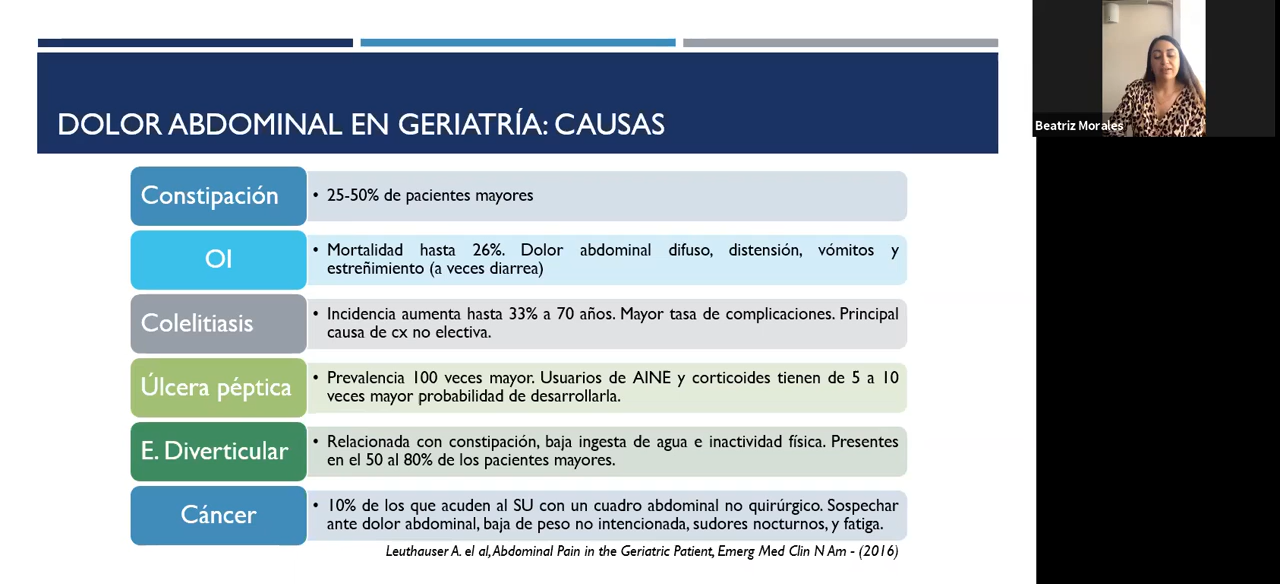 DOLOR ABDOMINAL EN GERIATRÍA: CAUSAS
Beatriz Morales
Constipación
• 25-50% de pacientes mayores
OI
• Mortalidad hasta 26%. Dolor abdominal difuso, distensión, vómitos y
estreñimiento (a veces diarrea)
Colelitiasis
• Incidencia aumenta hasta 33% a 70 años. Mayor tasa de complicaciones. Principal
causa de cx no electiva.
Úlcera péptica
• Prevalencia 100 veces mayor. Usuarios de AINE y corticoides tienen de 5 a 10
veces mayor probabilidad de desarrollarla.
E. Diverticular
• Relacionada con constipación, baja ingesta de agua e inactividad física. Presentes
en el 50 al 80% de los pacientes mayores.
Cáncer
• 10% de los que acuden al SU con un cuadro abdominal no quirúrgico. Sospechar
ante dolor abdominal, baja de peso no intencionada, sudores nocturnos, y fatiga.
Leuthauser A. el al, Abdominal Pain in the Geriatric Patient, Emerg Med Clin N Am - (2016)